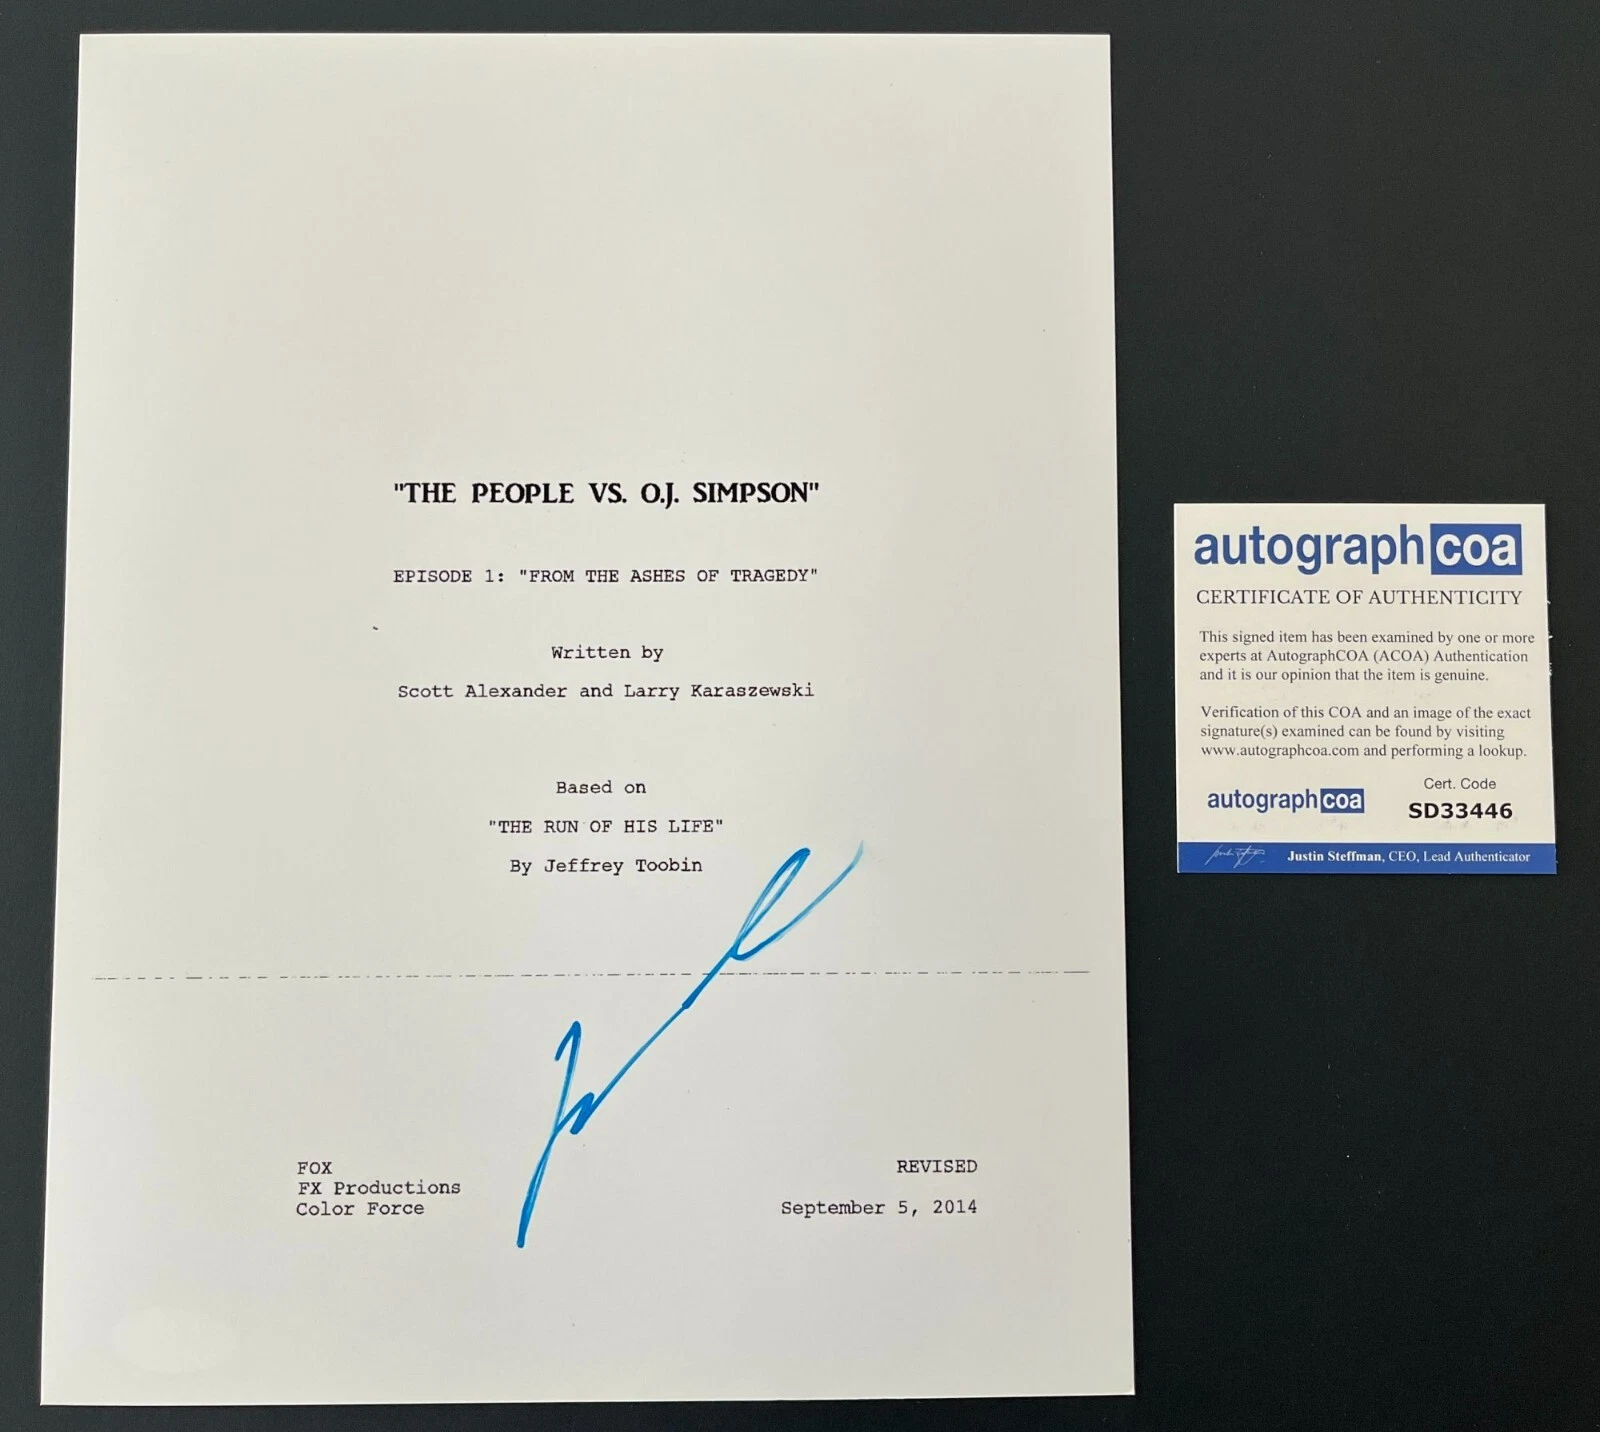 "THE PEOPLE VS. O.J. SIMPSON"
EPISODE 1: "FROM THE ASHES OF TRAGEDY"
Written by
Scott Alexander and Larry Karaszewski
Based on
"THE RUN OF HIS LIFE"
By Jeffrey Toobin
FOX
FX Productions
Color Force
REVISED
September 5, 2014
autographcoa
CERTIFICATE OF AUTHENTICITY
This signed item has been examined by one or more
experts at AutographCOA (ACOA) Authentication
and it is our opinion that the item is genuine.
Verification of this COA and an image of the exact
signature(s) examined can be found by visiting
www.autographcoa.com and performing a lookup.
autographcoa
Cert. Code
SD33446
Justin Steffman, CEO, Lead Authenticator